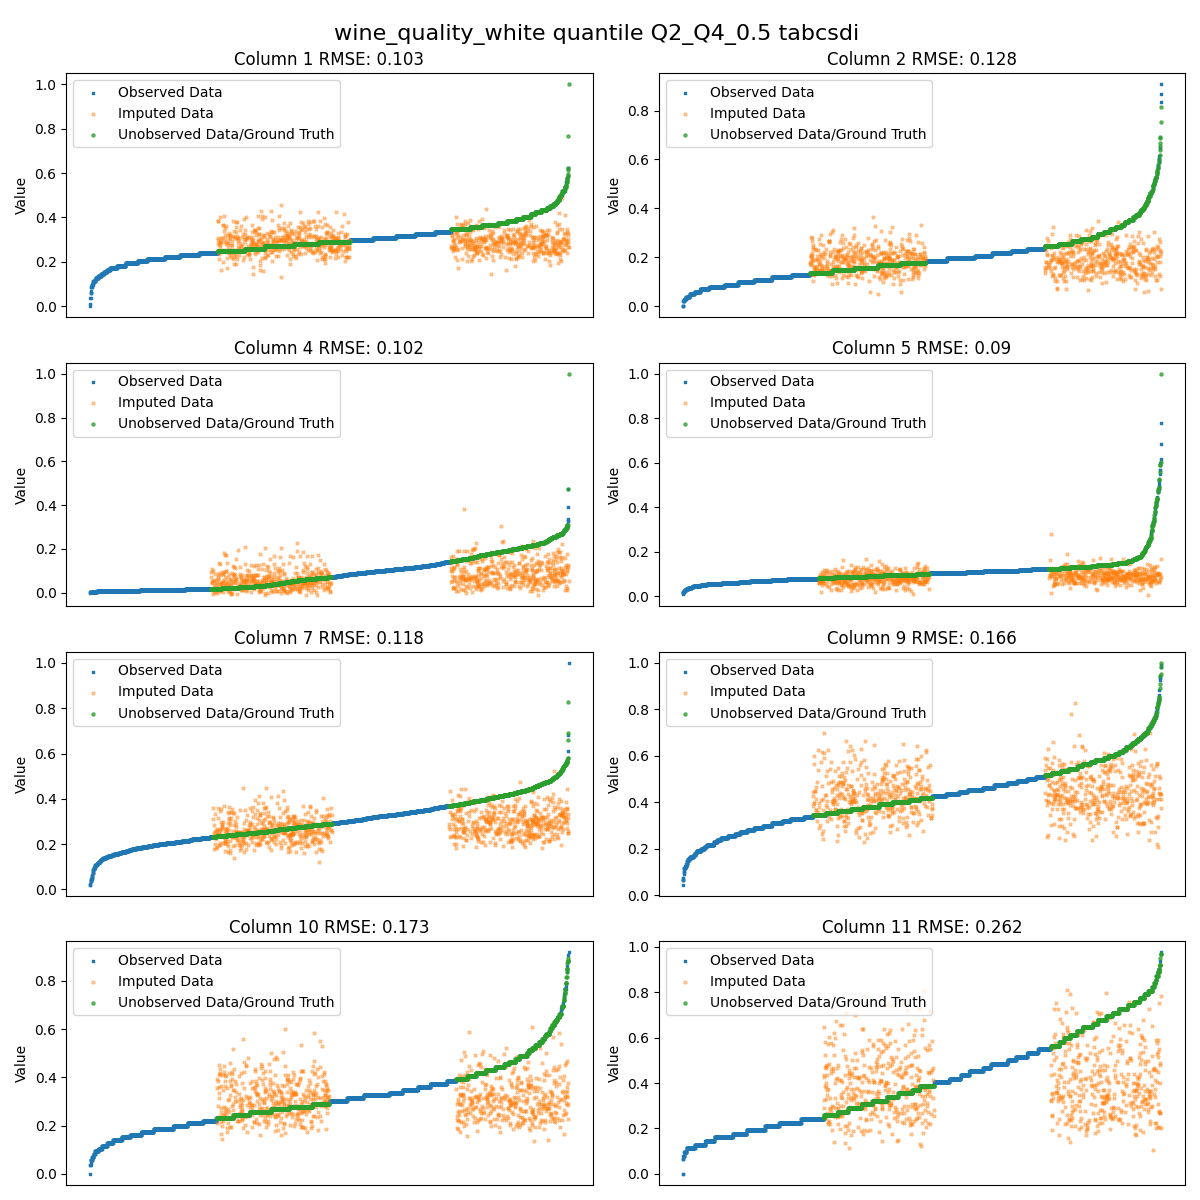 wine_quality_white quantile Q2_Q4_0.5 tabcsdi
Column 1 RMSE: 0.103
Column 2 RMSE: 0.128
1.0
0.8
0.6
0.4
0.2
0.0
Value
Observed Data
Imputed Data
Unobserved Data/Ground Truth
0.8
0.6
0.4
0.2
0.0
Value
Observed Data
Imputed Data
Unobserved Data/Ground Truth
Column 4 RMSE: 0.102
Column 5 RMSE: 0.09
1.0
0.8
0.6
0.4
0.2
0.0
Value
Observed Data
Imputed Data
Unobserved Data/Ground Truth
1.0
0.8
0.6
0.4
0.2
0.0
Value
Observed Data
Imputed Data
Unobserved Data/Ground Truth
Column 7 RMSE: 0.118
Column 9 RMSE: 0.166
1.0
0.8
0.6
0.4
0.2
0.0
Value
Observed Data
Imputed Data
Unobserved Data/Ground Truth
1.0
0.8
0.6
0.4
0.2
0.0
Value
Observed Data
Imputed Data
Unobserved Data/Ground Truth
Column 10 RMSE: 0.173
Column 11 RMSE: 0.262
0.8
0.6
0.4
0.2
0.0
Value
Observed Data
Imputed Data
Unobserved Data/Ground Truth
1.0
0.8
0.6
0.4
0.2
0.0
Value
Observed Data
Imputed Data
Unobserved Data/Ground Truth